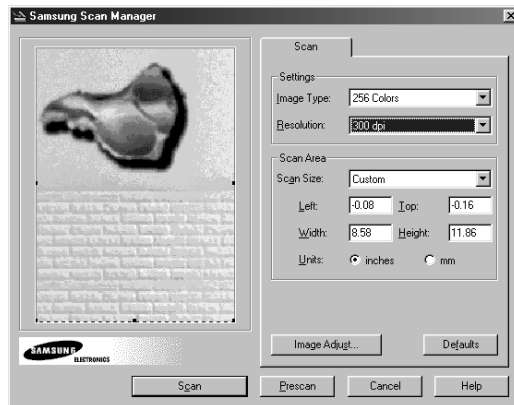 Samsung Scan Manager
Scan
Settings
Image Type: 256 Colors
Resolution: 300 dpi
Scan Area
Scan Size: Custom
Left: -0.08 Top: -0.16
Width: 8.58 Height: 11.86
Units: inches mm
Image Adjust... Defaults
SAMSUNG
ELECTRONICS
Scan Prescan Cancel Help